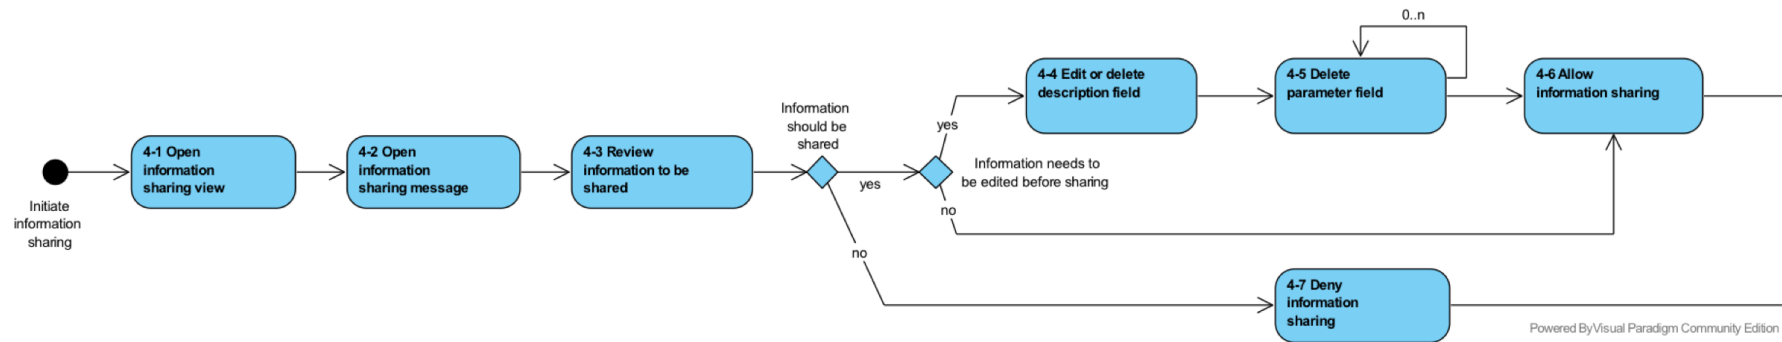 Initiate
information
sharing
4-1 Open
information
sharing view
4-2 Open
information
sharing message
4-3 Review
information to be
shared
Information
should be
shared
yes
no
Information needs to
be edited before sharing
yes
no
4-4 Edit or delete
description field
0..n
4-5 Delete
parameter field
4-6 Allow
information sharing
4-7 Deny
information
sharing
Powered ByVisual Paradigm Community Edition